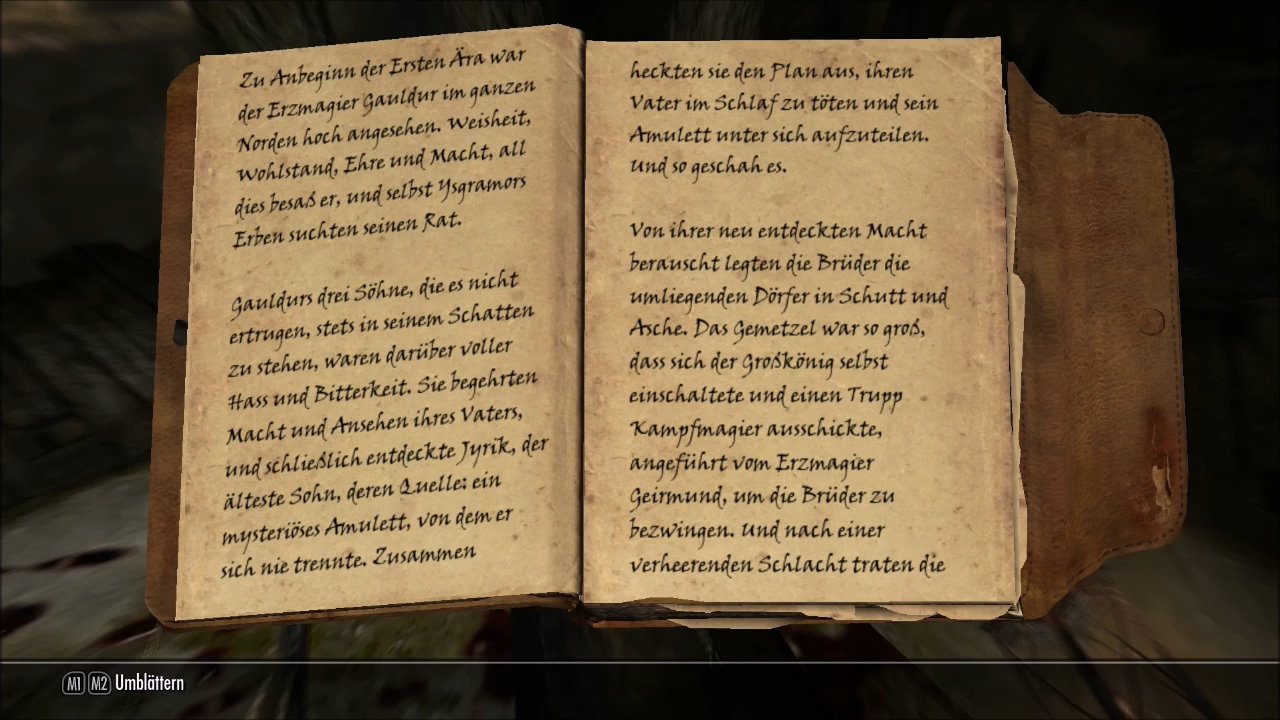 Zu Anbeginn der Ersten Ära war
der Erzmagier Gauldur im ganzen
Norden hoch angesehen. Weisheit,
Wohlstand, Ehre und Macht, all
dies besaß er, und selbst Ysgramors
Erben suchten seinen Rat.
Gauldurs drei Söhne, die es nicht
ertrugen, stets in seinem Schatten
zu stehen, waren darüber voller
Hass und Bitterkeit. Sie begehrten
Macht und Ansehen ihres Vaters,
und schließlich entdeckte Jyrik, der
älteste Sohn, deren Quelle: ein
mysteriöses Amulett, von dem er
sich nie trennte. Zusammen
heckten sie den Plan aus, ihren
Vater im Schlaf zu töten und sein
Amulett unter sich aufzuteilen.
Und so geschah es.
Von ihrer neu entdeckten Macht
berauscht legten die Brüder die
umliegenden Dörfer in Schutt und
Asche. Das Gemetzel war so groß,
dass sich der Großkönig selbst
einschaltete und einen Trupp
Kampfmagier ausschickte,
angeführt vom Erzmagier
Geirmund, um die Brüder zu
bezwingen. Und nach einer
verheerenden Schlacht traten die
M1 M2 Umblättern